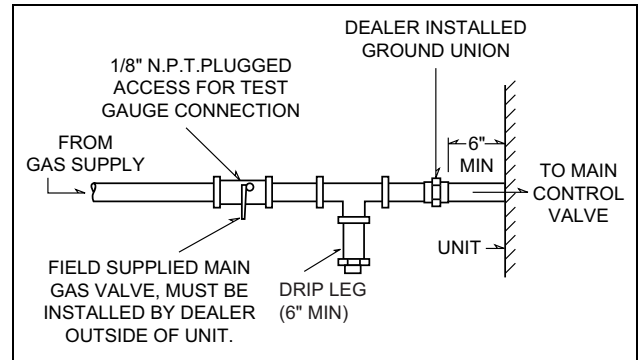 DEALER INSTALLED
GROUND UNION
1/8" N.P.T.PLUGGED
ACCESS FOR TEST
GAUGE CONNECTION
FROM
GAS SUPPLY
6"
MIN
TO MAIN
CONTROL
VALVE
UNIT
FIELD SUPPLIED MAIN
GAS VALVE, MUST BE
INSTALLED BY DEALER
OUTSIDE OF UNIT.
DRIP LEG
(6" MIN)